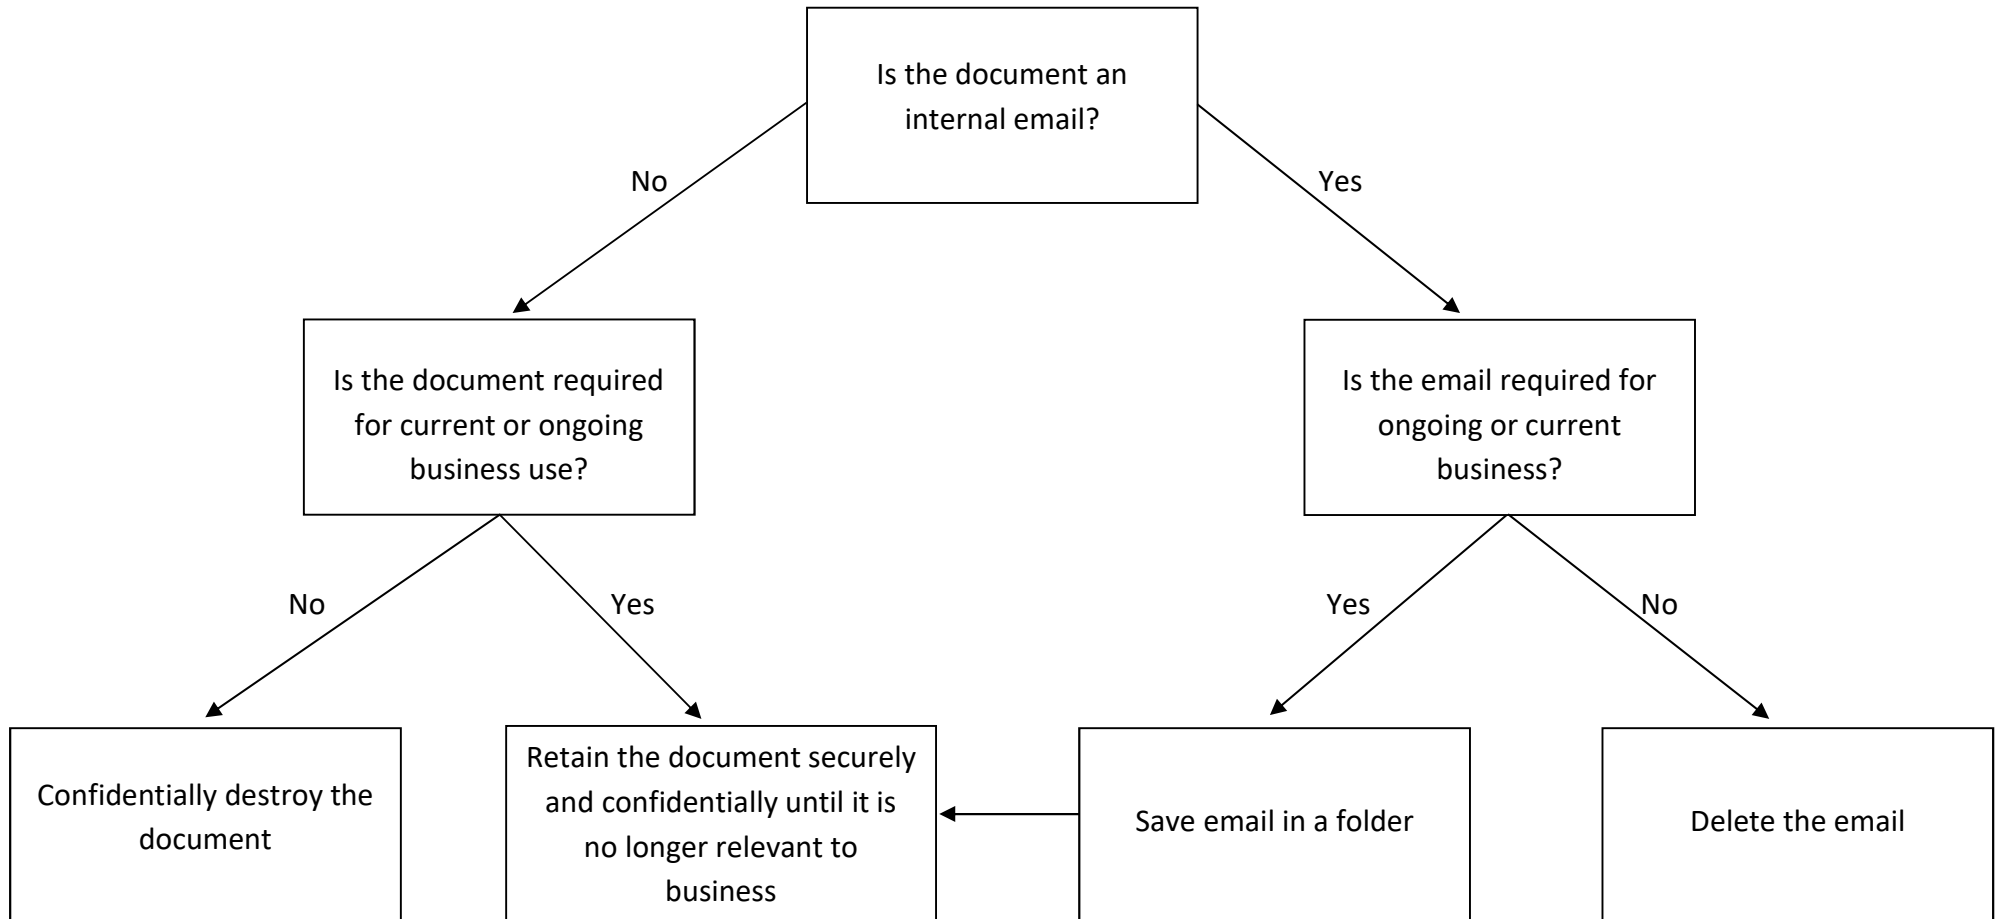 Is the document an
internal email?
No
Yes
Is the document required
for current or ongoing
business use?
Is the email required for
ongoing or current
business?
No
Yes
Yes
No
Confidentially destroy the
document
Retain the document securely
and confidentially until it is
no longer relevant to
business
Save email in a folder
Delete the email